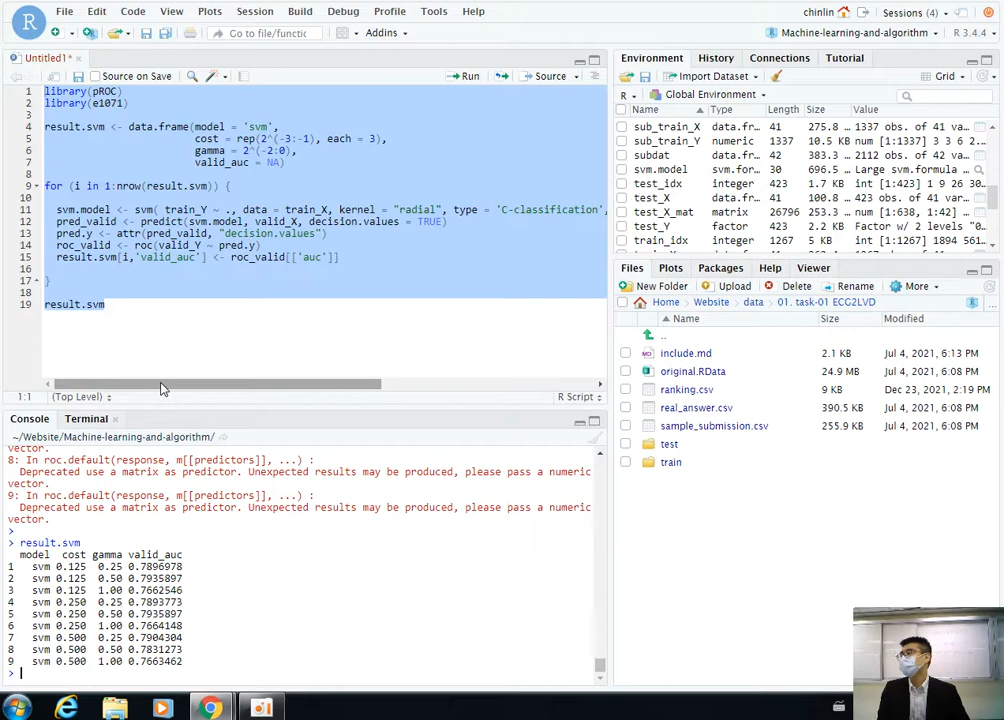 File Edit Code View Plots Session Build Debug Profile Tools Help
chinlin
Sessions (4)
Go to file/functic
Addins
Machine-learning-and-algorithm
R 3.4.4
Untitled1*
Source on Save
Run
Source
1 library(pROC)
2 library(e1071)
3
4 result.svm <- data.frame(model = 'svm',
5 cost = rep(2^(-3:-1), each = 3),
6 gamma = 2^(-2:0),
7 valid_auc = NA)
8
9 for (i in 1:nrow(result.svm)) {
10
11 svm.model <- svm( train_Y ~ ., data = train_X, kernel = "radial", type = 'C-classification',
12 pred_valid <- predict(svm.model, valid_X, decision.values = TRUE)
13 pred.y <- attr(pred_valid, "decision.values")
14 roc_valid <- roc(valid_Y ~ pred.y)
15 result.svm[i,'valid_auc'] <- roc_valid[['auc']]
16
17 }
18
19 result.svm
1:1 (Top Level) R Script
Console Terminal
~/Website/Machine-learning-and-algorithm/
vector.
8: In roc.default(response, m[[predictors]], ...) :
Deprecated use a matrix as predictor. Unexpected results may be produced, please pass a numeric
vector.
9: In roc.default(response, m[[predictors]], ...) :
Deprecated use a matrix as predictor. Unexpected results may be produced, please pass a numeric
vector.
>
> result.svm
model cost gamma valid_auc
1 svm 0.125 0.25 0.7896978
2 svm 0.125 0.50 0.7935897
3 svm 0.125 1.00 0.7662546
4 svm 0.250 0.25 0.7893773
5 svm 0.250 0.50 0.7935897
6 svm 0.250 1.00 0.7664148
7 svm 0.500 0.25 0.7904304
8 svm 0.500 0.50 0.7831273
9 svm 0.500 1.00 0.7663462
>
Environment History Connections Tutorial
Import Dataset
Grid
R Global Environment
Name Type Length Size Value
sub_train_X data.fr… 41 275.8 … 1337 obs. of 41 va…
sub_train_Y numeric 1337 10.5 KB num [1:1337] 3 3 6 2…
subdat data.fr… 42 383.3 … 2112 obs. of 42 vari…
svm.model svm.for… 30 696.5 … Large svm.formula …
test_idx integer 423 1.7 KB int [1:423] 1 9 26 30…
test_X data.fr… 41 100.8 … 423 obs. of 41 vari…
test_X_mat matrix 26796 253.3 … num [1:638, 1:42] …
test_Y factor 423 2.2 KB Factor w/ 2 levels "0…
train_idx integer 1267 5 KB int [1:1267] 1894 561…
Files Plots Packages Help Viewer
New Folder Upload Delete Rename More
Home Website data 01. task-01 ECG2LVD
Name Size Modified
..
include.md 2.1 KB Jul 4, 2021, 6:13 PM
original.RData 24.9 MB Jul 4, 2021, 6:08 PM
ranking.csv 9 KB Dec 23, 2021, 2:19 PM
real_answer.csv 390.5 KB Jul 4, 2021, 6:08 PM
sample_submission.csv 255.9 KB Jul 4, 2021, 6:08 PM
test
train